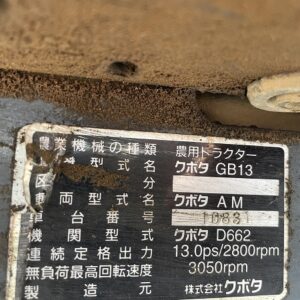 農業機械の種類 農用トラクター
型式名 クボタ GB13
区分
車両型式名 クボタ AM
車台番号 10831
機関型式 クボタ D662
連続定格出力 13.0ps/2800rpm
無負荷最高回転速度 3050rpm
製造元 株式会社クボタ